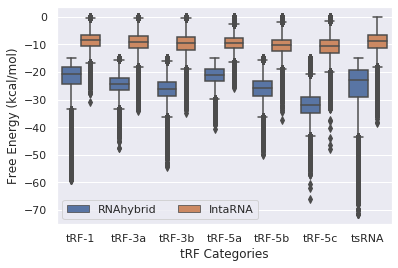 0
−10
−20
−30
−40
−50
−60
−70
Free Energy (kcal/mol)
RNAhybrid IntaRNA
tRF-1 tRF-3a tRF-3b tRF-5a tRF-5b tRF-5c tsRNA
tRF Categories